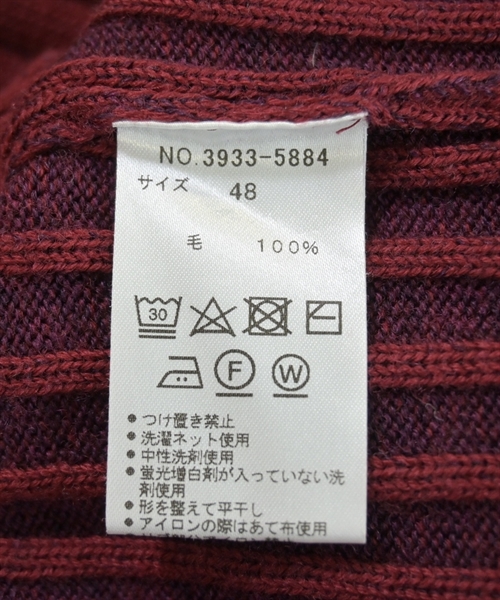 NO.3933-5884
サイズ 48
毛 100%
30
F W
● つけ置き禁止
● 洗濯ネット使用
● 中性洗剤使用
● 蛍光増白剤が入っていない洗
剤使用
● 形を整えて平干し
● アイロンの際はあて布使用